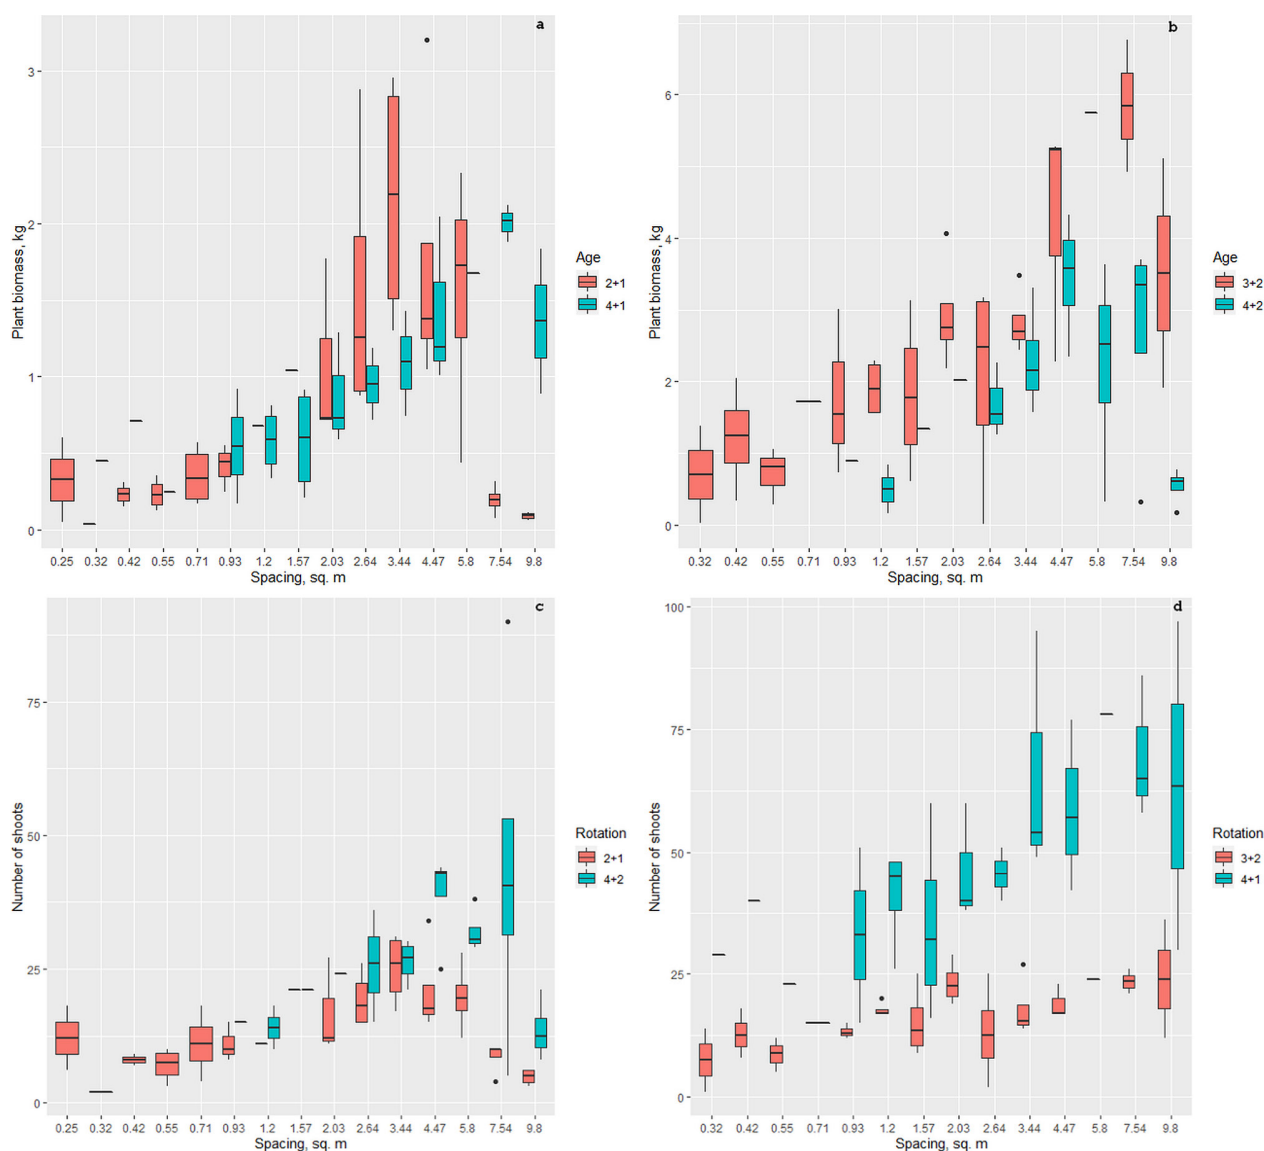 a
3
2
1
0
Plant biomass, kg
0.25 0.32 0.42 0.55 0.71 0.93 1.2 1.57 2.03 2.64 3.44 4.47 5.8 7.54 9.8
Spacing, sq. m
Age
2+1
4+1
b
6
4
2
0
Plant biomass, kg
0.32 0.42 0.55 0.71 0.93 1.2 1.57 2.03 2.64 3.44 4.47 5.8 7.54 9.8
Spacing, sq. m
Age
3+2
4+2
c
75
50
25
0
Number of shoots
0.25 0.32 0.42 0.55 0.71 0.93 1.2 1.57 2.03 2.64 3.44 4.47 5.8 7.54 9.8
Spacing, sq. m
Rotation
2+1
4+2
d
100
75
50
25
0
Number of shoots
0.32 0.42 0.55 0.71 0.93 1.2 1.57 2.03 2.64 3.44 4.47 5.8 7.54 9.8
Spacing, sq. m
Rotation
3+2
4+1